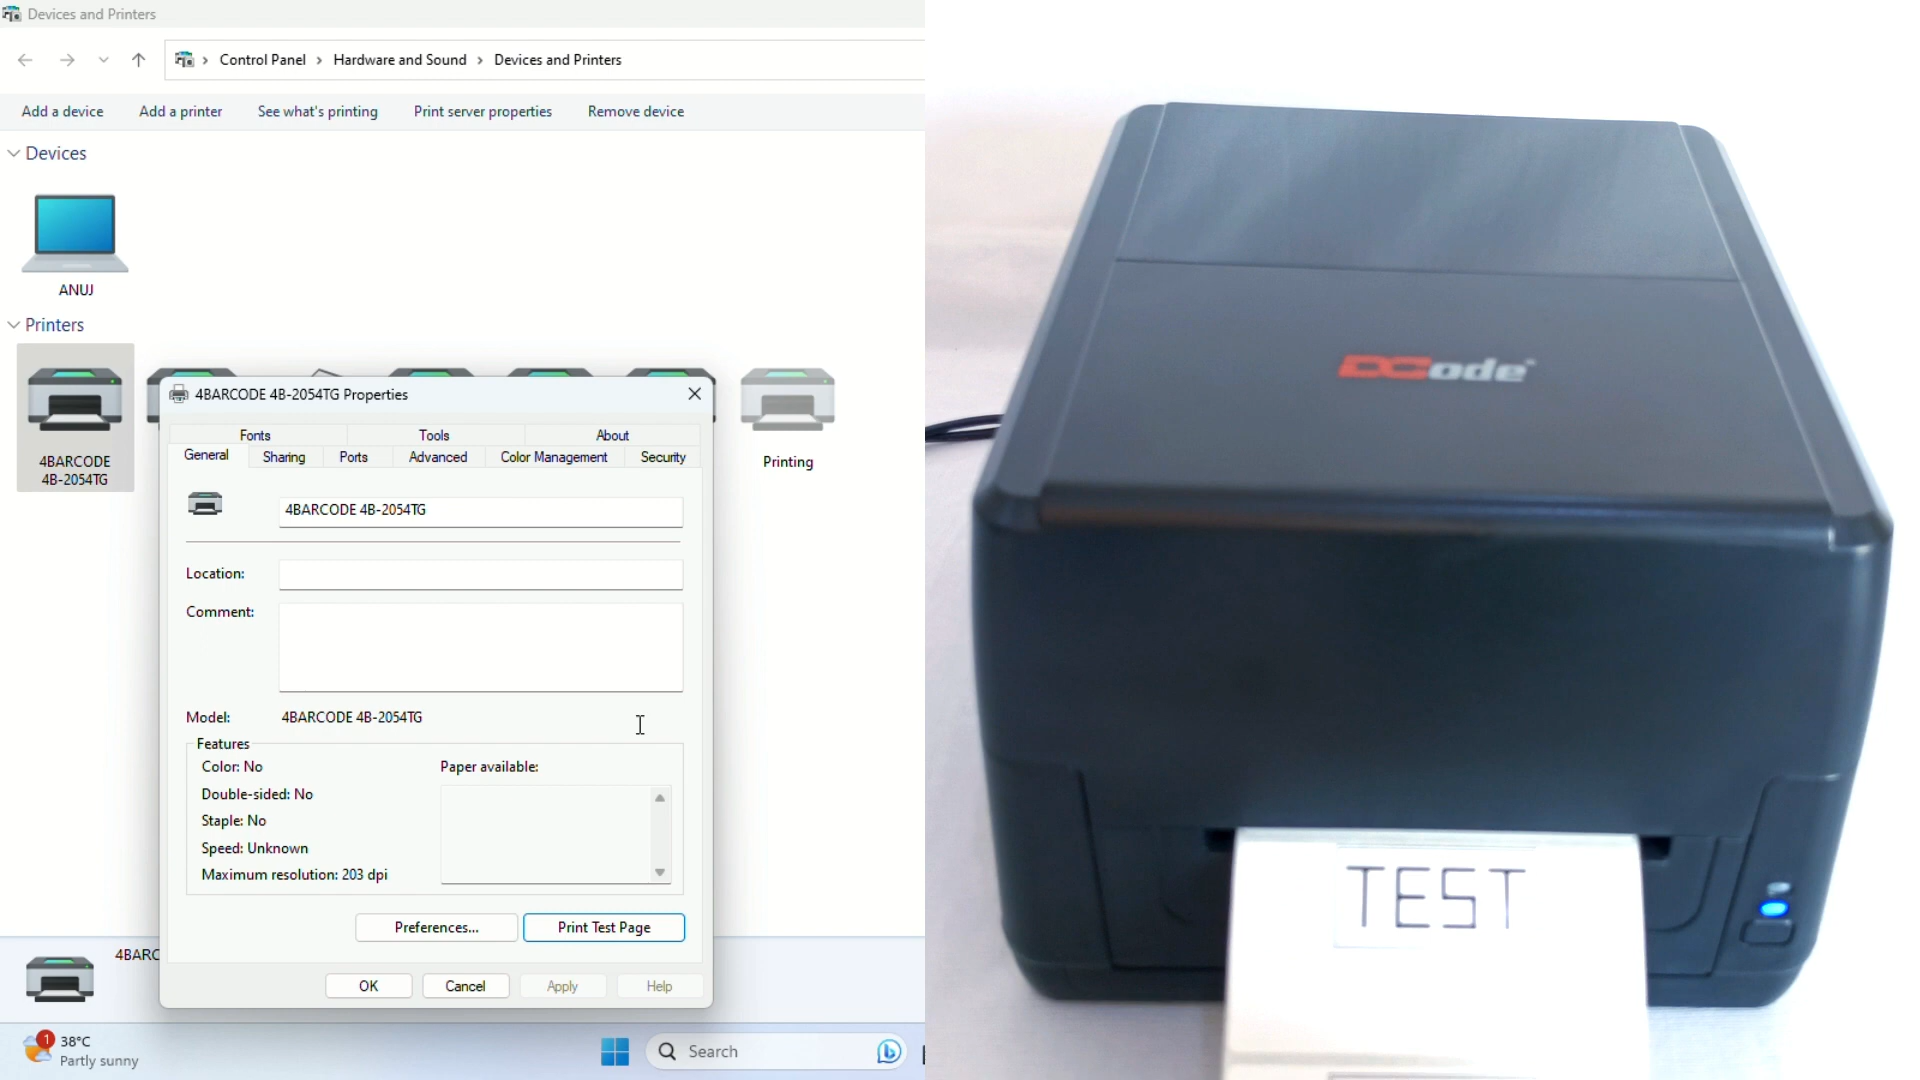 Devices and Printers
Control Panel > Hardware and Sound > Devices and Printers
Add a device
Add a printer
See what's printing
Print server properties
Remove device
Devices
ANUJ
Printers
4BARCODE
4B-2054TG
Printing
4BARCODE 4B-2054TG Properties
Fonts
Tools
About
General
Sharing
Ports
Advanced
Color Management
Security
4BARCODE 4B-2054TG
Location:
Comment:
Model:
4BARCODE 4B-2054TG
Features
Color: No
Paper available:
Double-sided: No
Staple: No
Speed: Unknown
Maximum resolution: 203 dpi
Preferences...
Print Test Page
OK
Cancel
Apply
Help
4BARC
1
38°C
Partly sunny
Search
DCode
TEST